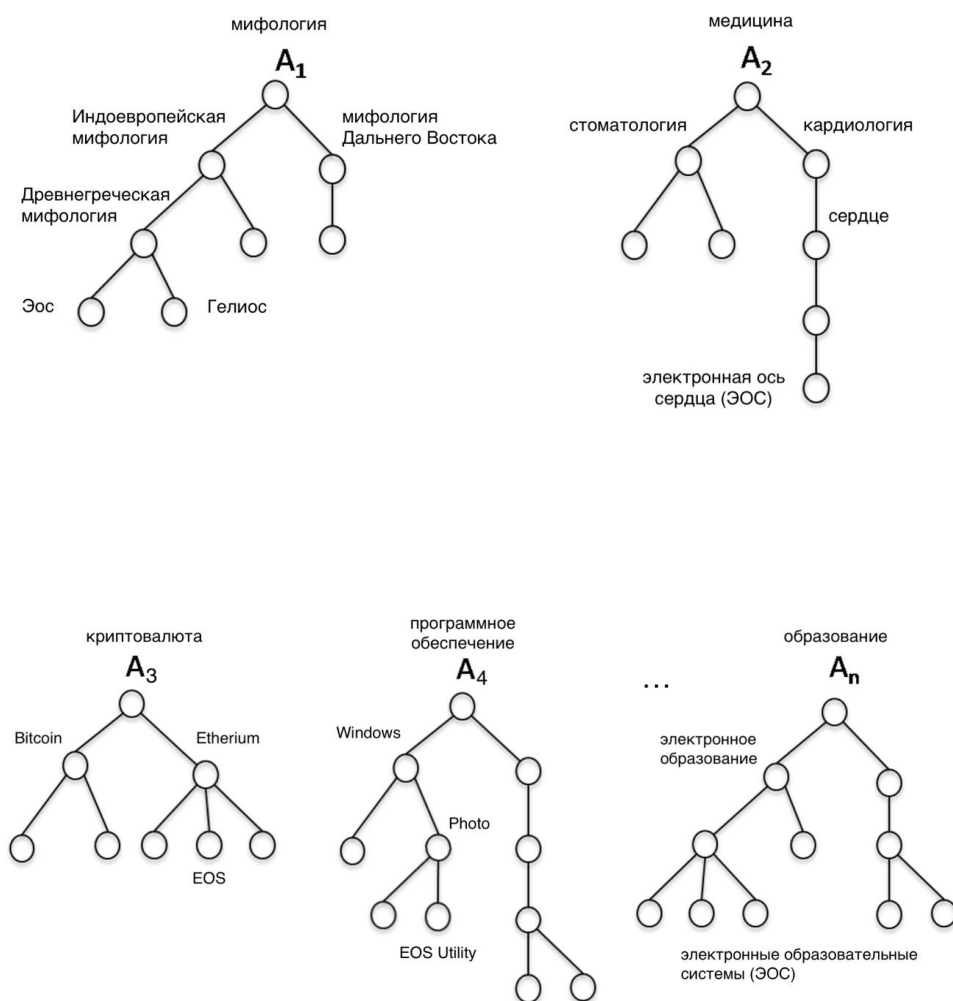 мифология
A1
Индоевропейская
мифология
мифология
Дальнего Востока
Древнегреческая
мифология
Эос
Гелиос
медицина
A2
стоматология
кардиология
сердце
электронная ось
сердца (ЭОС)
криптовалюта
A3
Bitcoin
Etherium
EOS
программное
обеспечение
A4
Windows
Photo
EOS Utility
...
образование
An
электронное
образование
электронные образовательные
системы (ЭОС)